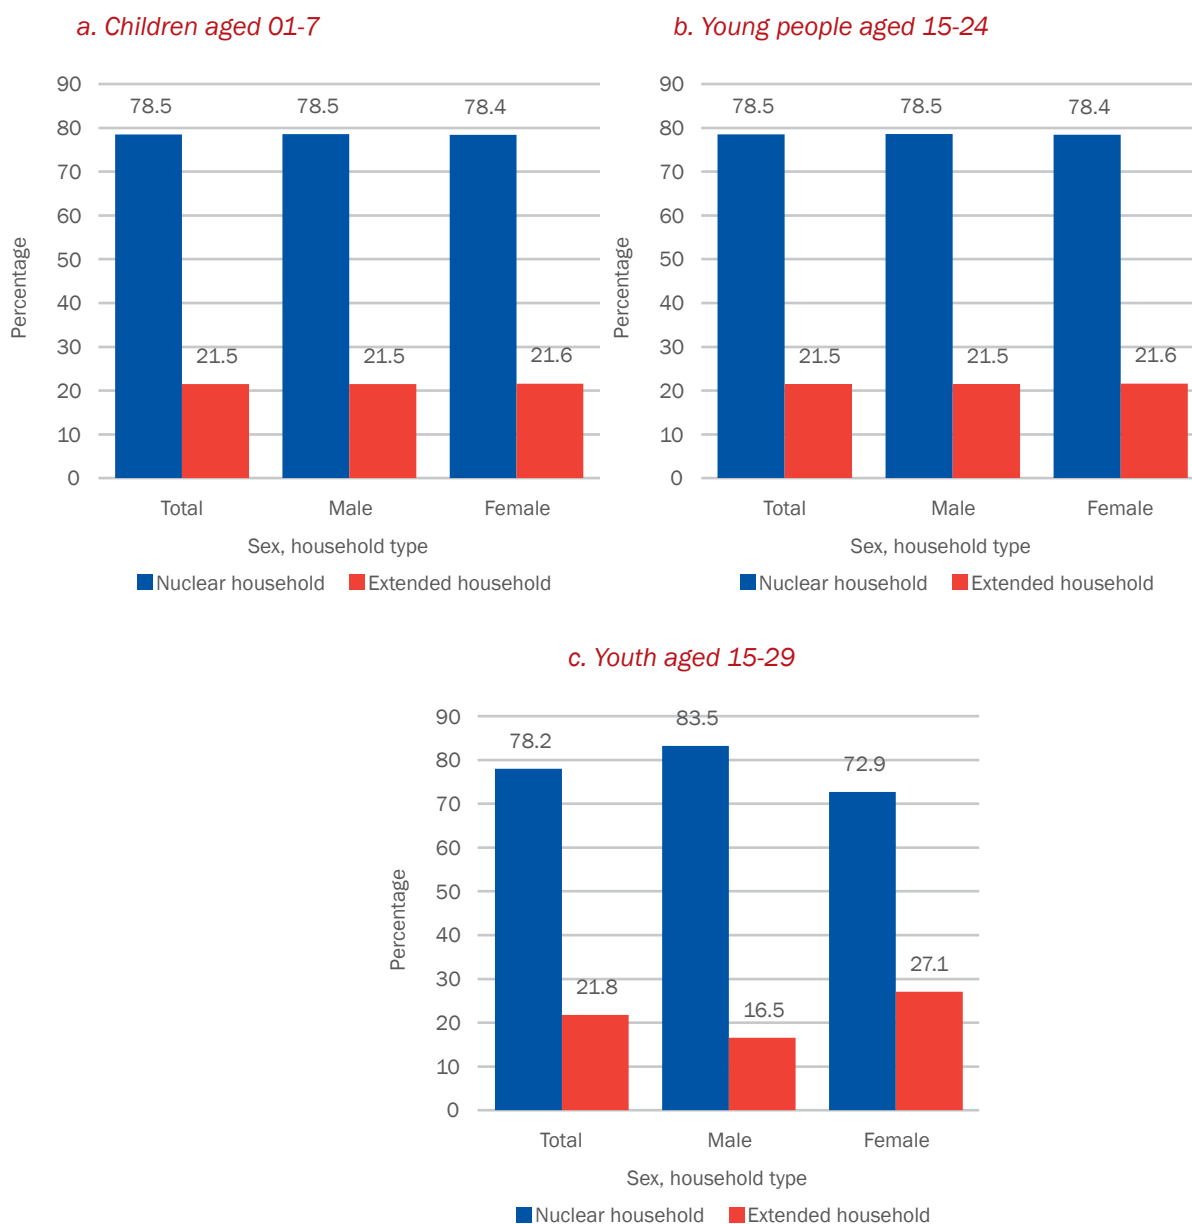 a. Children aged 01-7
90
80
70
60
50
40
30
20
10
0
Percentage
78.5
21.5
78.5
21.5
78.4
21.6
Total
Male
Female
Sex, household type
Nuclear household
Extended household
b. Young people aged 15-24
90
80
70
60
50
40
30
20
10
0
Percentage
78.5
21.5
78.5
21.5
78.4
21.6
Total
Male
Female
Sex, household type
Nuclear household
Extended household
c. Youth aged 15-29
90
80
70
60
50
40
30
20
10
0
Percentage
78.2
21.8
83.5
16.5
72.9
27.1
Total
Male
Female
Sex, household type
Nuclear household
Extended household